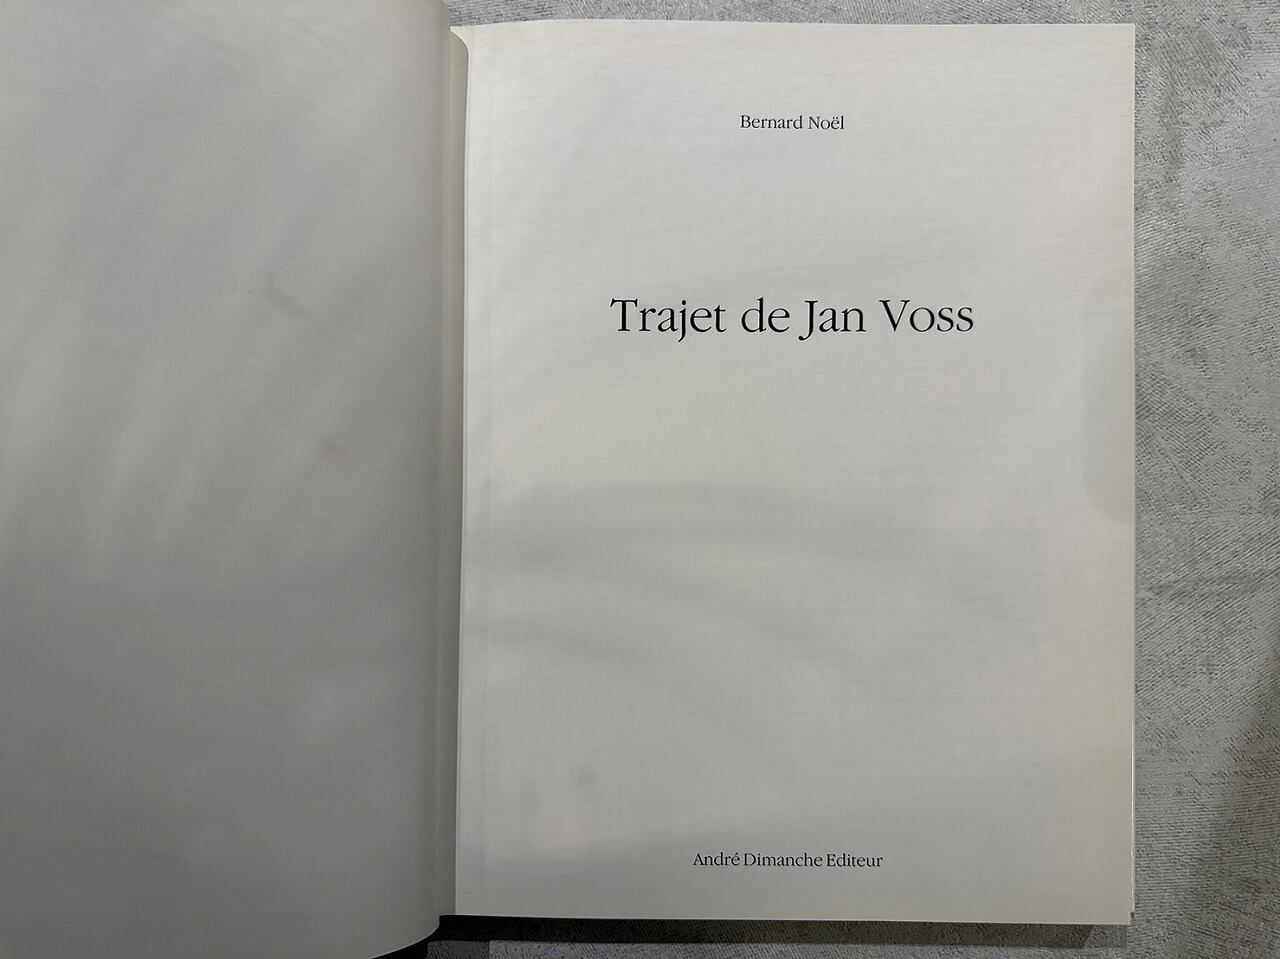 Bernard Noël
Trajet de Jan Voss
André Dimanche Editeur